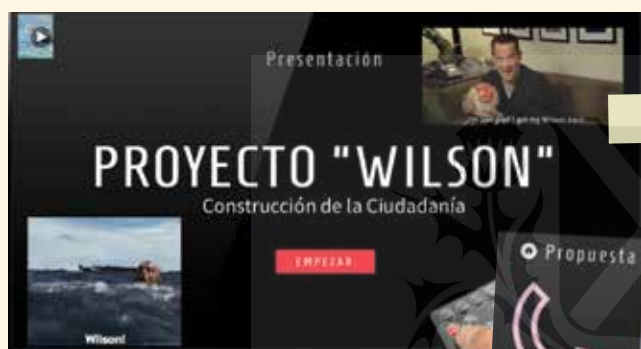 Presentación
PROYECTO "WILSON"
Construcción de la Ciudadanía
EMPEZAR
Propuesta
Wilson!